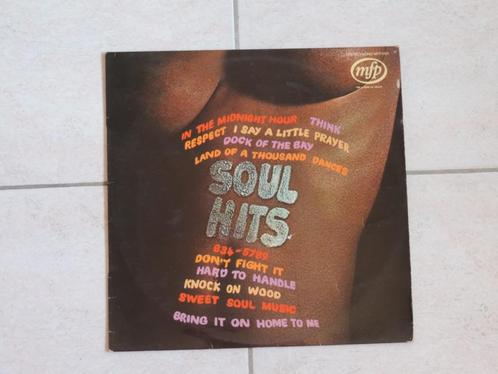 mfp
IN THE MIDNIGHT HOUR THINK
RESPECT I SAY A LITTLE PRAYER
DOCK OF THE BAY
LAND OF A THOUSAND DANCES
SOUL
HITS
634-5789
DON'T FIGHT IT
HARD TO HANDLE
KNOCK ON WOOD
SWEET SOUL MUSIC
BRING IT ON HOME TO ME